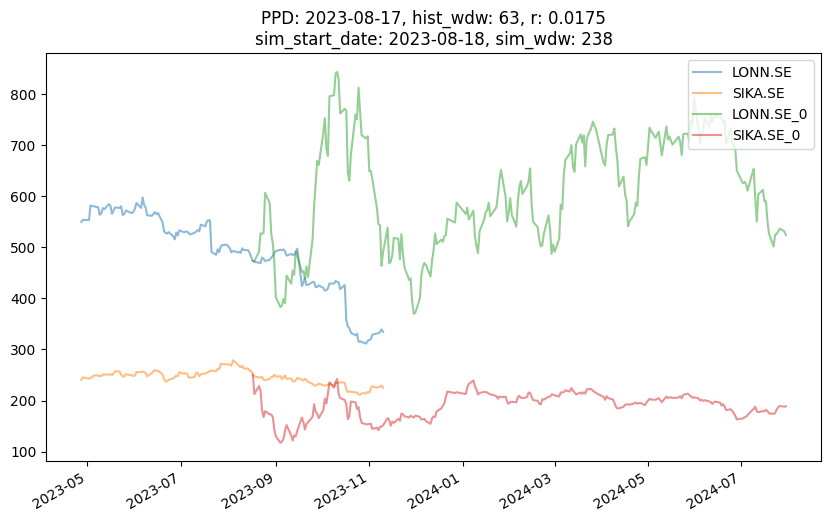 PPD: 2023-08-17, hist_wdw: 63, r: 0.0175
sim_start_date: 2023-08-18, sim_wdw: 238
LONN.SE
SIKA.SE
LONN.SE_0
SIKA.SE_0
800
700
600
500
400
300
200
100
2023-05
2023-07
2023-09
2023-11
2024-01
2024-03
2024-05
2024-07